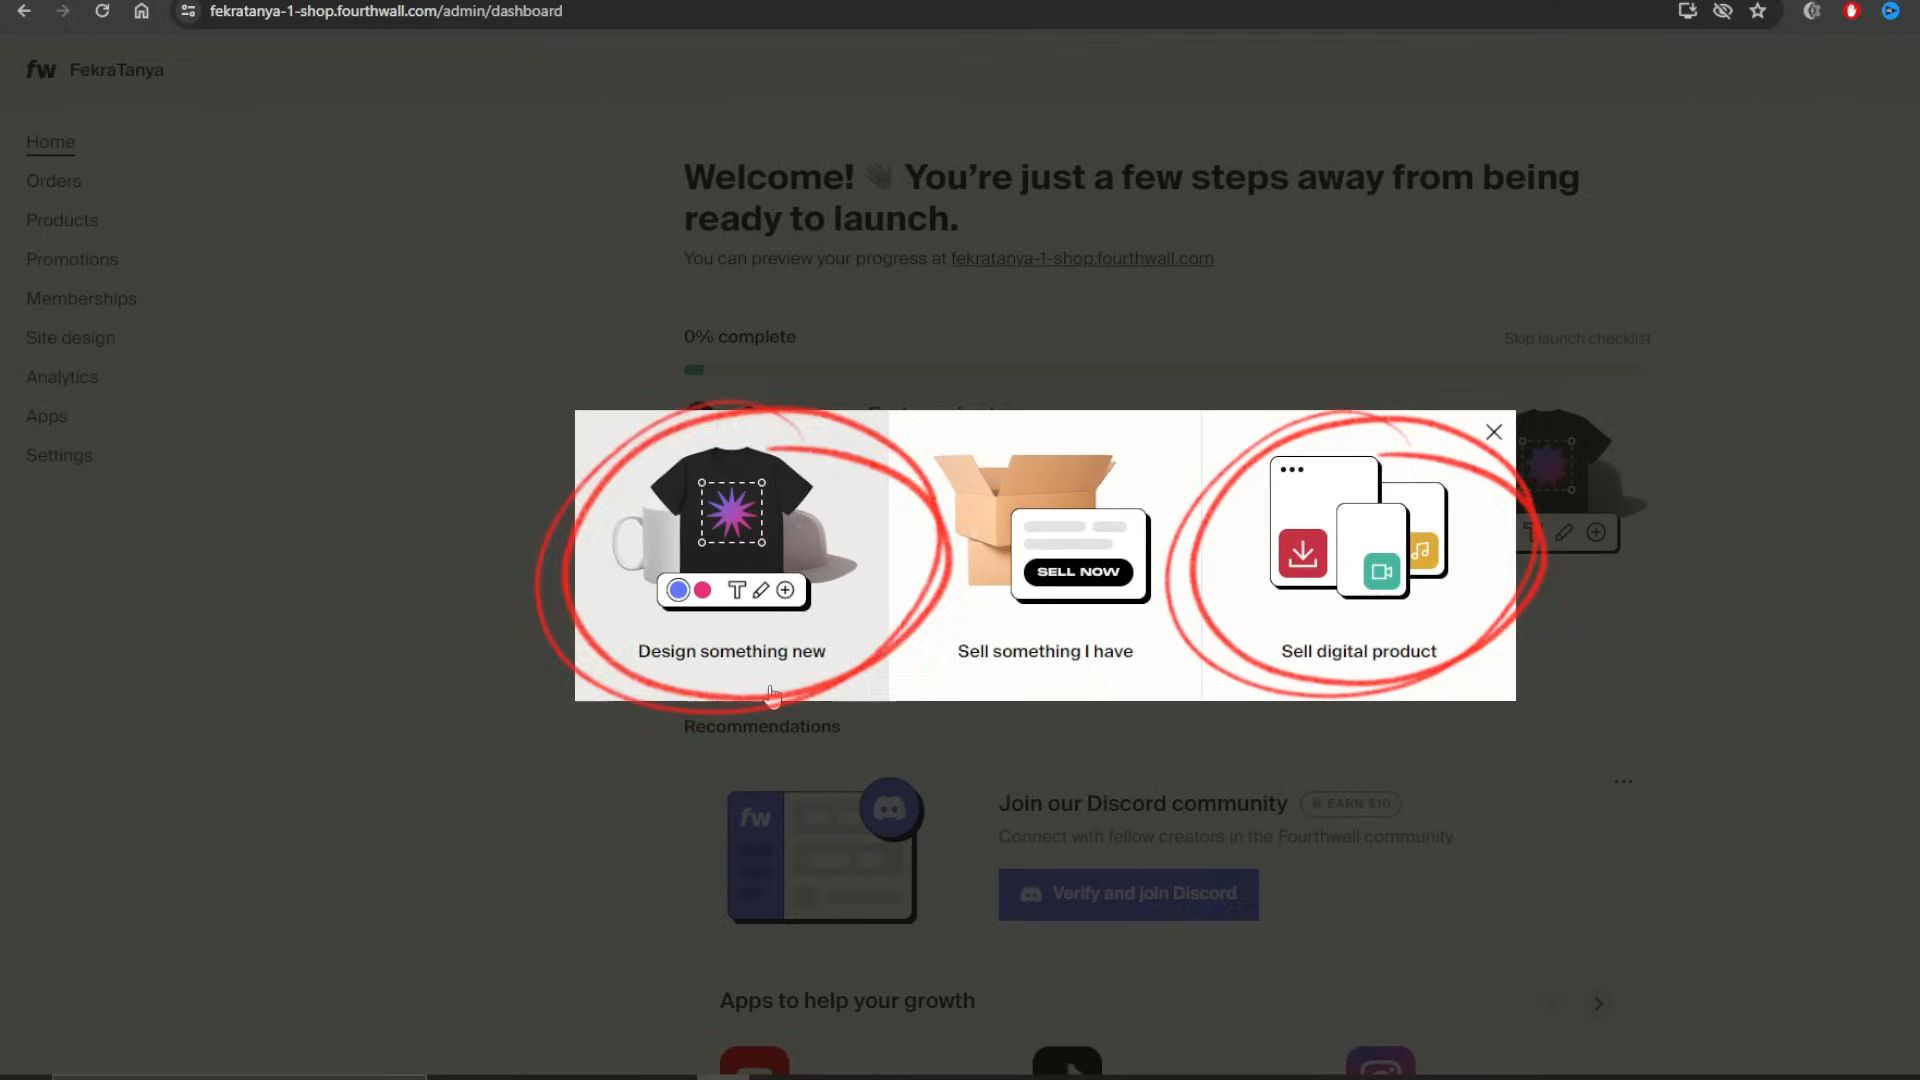 fekratanya-1-shop.fourthwall.com/admin/dashboard
fw FekraTanya
Home
Orders
Products
Promotions
Memberships
Site design
Analytics
Apps
Settings
Welcome! 👋 You're just a few steps away from being
ready to launch.
You can preview your progress at fekratanya-1-shop.fourthwall.com
0% complete
Skip launch checklist
SELL NOW
Design something new
Sell something I have
Sell digital product
Recommendations
fw
Join our Discord community
EARN $10
Connect with fellow creators in the Fourthwall community
Verify and join Discord
Apps to help your growth